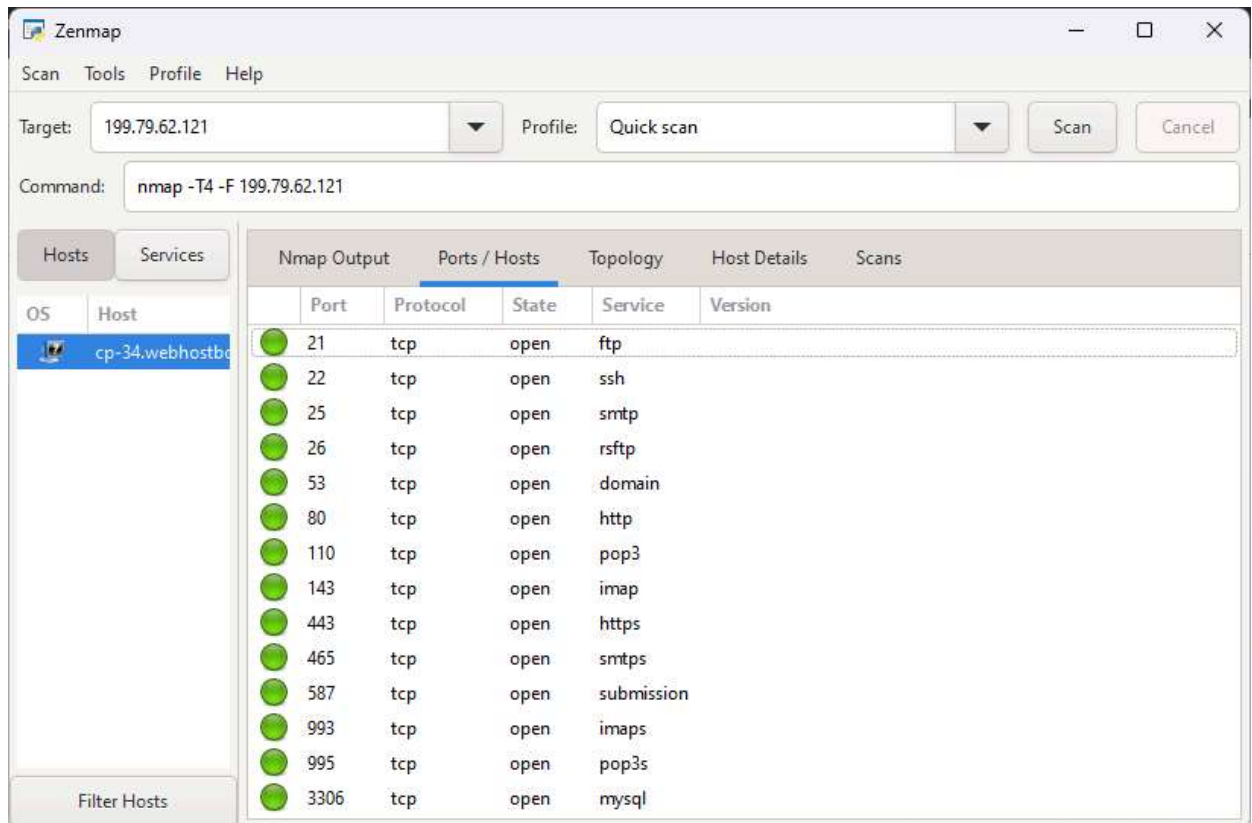 Zenmap
Scan Tools Profile Help
Target: 199.79.62.121 Profile: Quick scan Scan Cancel
Command: nmap -T4 -F 199.79.62.121
Hosts Services
OS Host
cp-34.webhostbo
Nmap Output Ports / Hosts Topology Host Details Scans
Port Protocol State Service Version
21 tcp open ftp
22 tcp open ssh
25 tcp open smtp
26 tcp open rsftp
53 tcp open domain
80 tcp open http
110 tcp open pop3
143 tcp open imap
443 tcp open https
465 tcp open smtps
587 tcp open submission
993 tcp open imaps
995 tcp open pop3s
3306 tcp open mysql
Filter Hosts